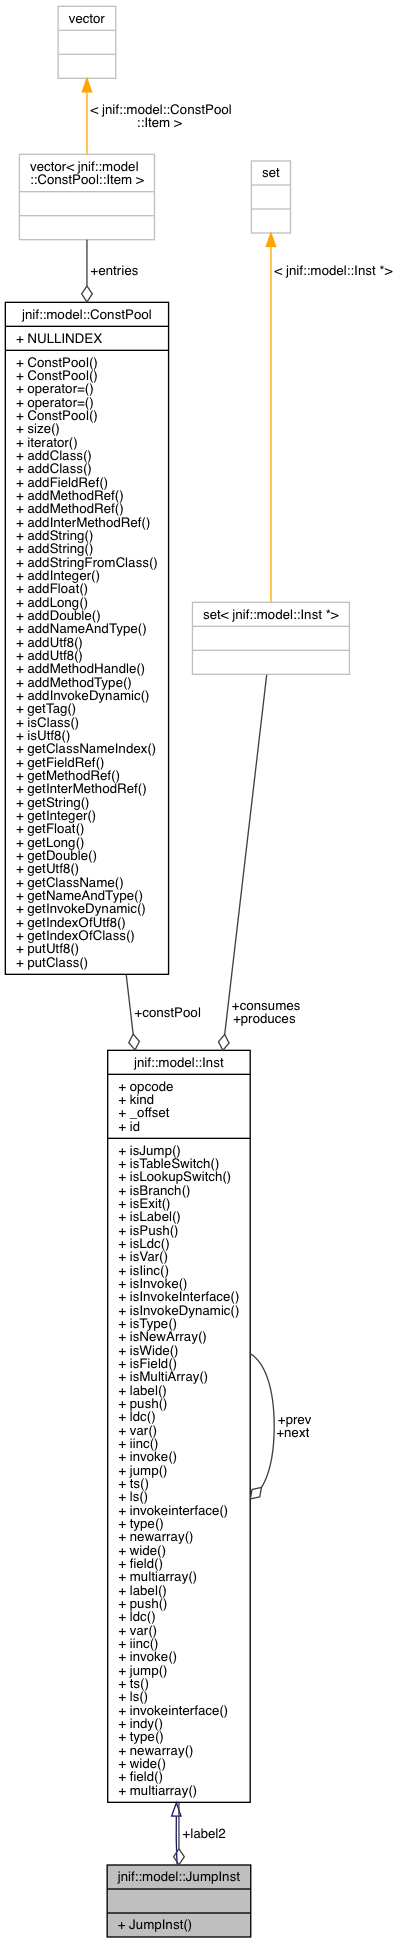 vector
< jnif::model::ConstPool
::Item >
vector< jnif::model
::ConstPool::Item >
set
+entries
< jnif::model::Inst *>
jnif::model::ConstPool
+ NULLINDEX
+ ConstPool()
+ ConstPool()
+ operator=()
+ operator=()
+ ConstPool()
+ size()
+ iterator()
+ addClass()
+ addClass()
+ addFieldRef()
+ addMethodRef()
+ addMethodRef()
+ addInterMethodRef()
+ addString()
+ addString()
+ addStringFromClass()
+ addInteger()
+ addFloat()
+ addLong()
+ addDouble()
+ addNameAndType()
+ addUtf8()
+ addUtf8()
+ addMethodHandle()
+ addMethodType()
+ addInvokeDynamic()
+ getTag()
+ isClass()
+ isUtf8()
+ getClassNameIndex()
+ getFieldRef()
+ getMethodRef()
+ getInterMethodRef()
+ getString()
+ getInteger()
+ getFloat()
+ getLong()
+ getDouble()
+ getUtf8()
+ getClassName()
+ getNameAndType()
+ getInvokeDynamic()
+ getIndexOfUtf8()
+ getIndexOfClass()
+ putUtf8()
+ putClass()
set< jnif::model::Inst *>
+constPool
+consumes
+produces
jnif::model::Inst
+ opcode
+ kind
+ _offset
+ id
+ isJump()
+ isTableSwitch()
+ isLookupSwitch()
+ isBranch()
+ isExit()
+ isLabel()
+ isPush()
+ isLdc()
+ isVar()
+ isIinc()
+ isInvoke()
+ isInvokeInterface()
+ isInvokeDynamic()
+ isType()
+ isNewArray()
+ isWide()
+ isField()
+ isMultiArray()
+ label()
+ push()
+ ldc()
+ var()
+ iinc()
+ invoke()
+ jump()
+ ts()
+ ls()
+ invokeinterface()
+ type()
+ newarray()
+ wide()
+ field()
+ multiarray()
+ label()
+ push()
+ ldc()
+ var()
+ iinc()
+ invoke()
+ jump()
+ ts()
+ ls()
+ invokeinterface()
+ indy()
+ type()
+ newarray()
+ wide()
+ field()
+ multiarray()
+prev
+next
+label2
jnif::model::JumpInst
+ JumpInst()